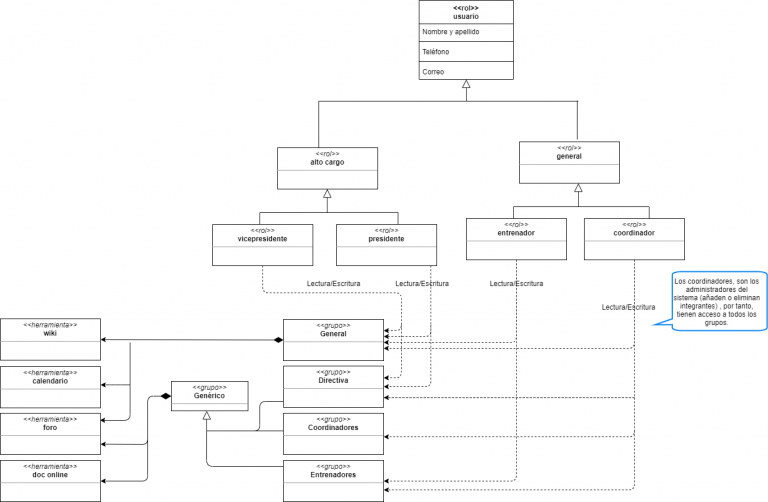 <<rol>>
usuario
Nombre y apellido
Teléfono
Correo
<<rol>>
alto cargo
<<rol>>
general
<<rol>>
vicepresidente
<<rol>>
presidente
<<rol>>
entrenador
<<rol>>
coordinador
Lectura/Escritura
Lectura/Escritura
Lectura/Escritura
Lectura/Escritura
Los coordinadores, son los
administradores del
sistema (añaden o eliminan
integrantes) , por tanto,
tienen acceso a todos los
grupos.
<<herramienta>>
wiki
<<grupo>>
General
<<herramienta>>
calendario
<<grupo>>
Genérico
<<grupo>>
Directiva
<<herramienta>>
foro
<<grupo>>
Coordinadores
<<herramienta>>
doc online
<<grupo>>
Entrenadores